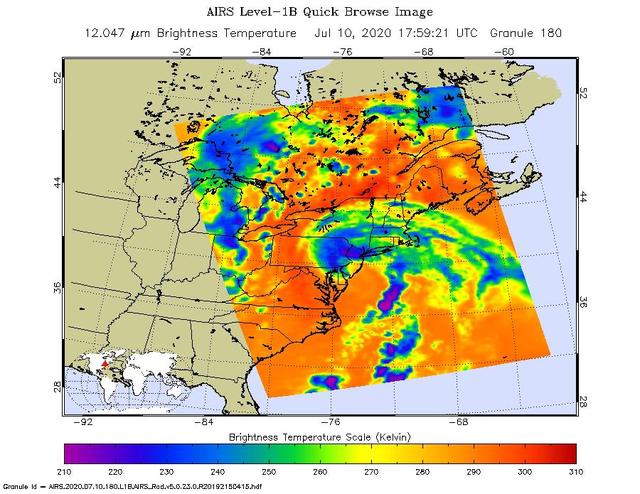 AIRS Level-1B Quick Browse Image
12.047 µm Brightness Temperature Jul 10, 2020 17:59:21 UTC Granule 180
-92 -84 -76 -68 -60
52 52
44 44
36 36
28 28
-92 -84 -76 -68
Brightness Temperature Scale (Kelvin)
210 220 230 240 250 260 270 280 290 300 310
Granule Id = AIRS.2020.07.10.180.L1B.AIRS_Rad.v5.0.23.0.R20192150415.hdf